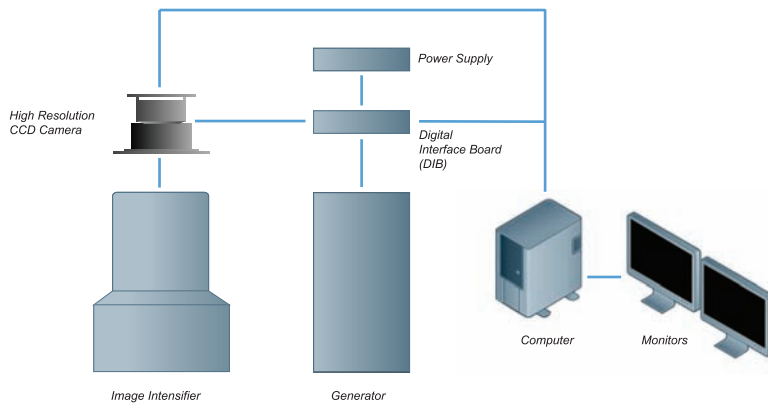 Power Supply
High Resolution
CCD Camera
Digital
Interface Board
(DIB)
Computer
Monitors
Image Intensifier
Generator